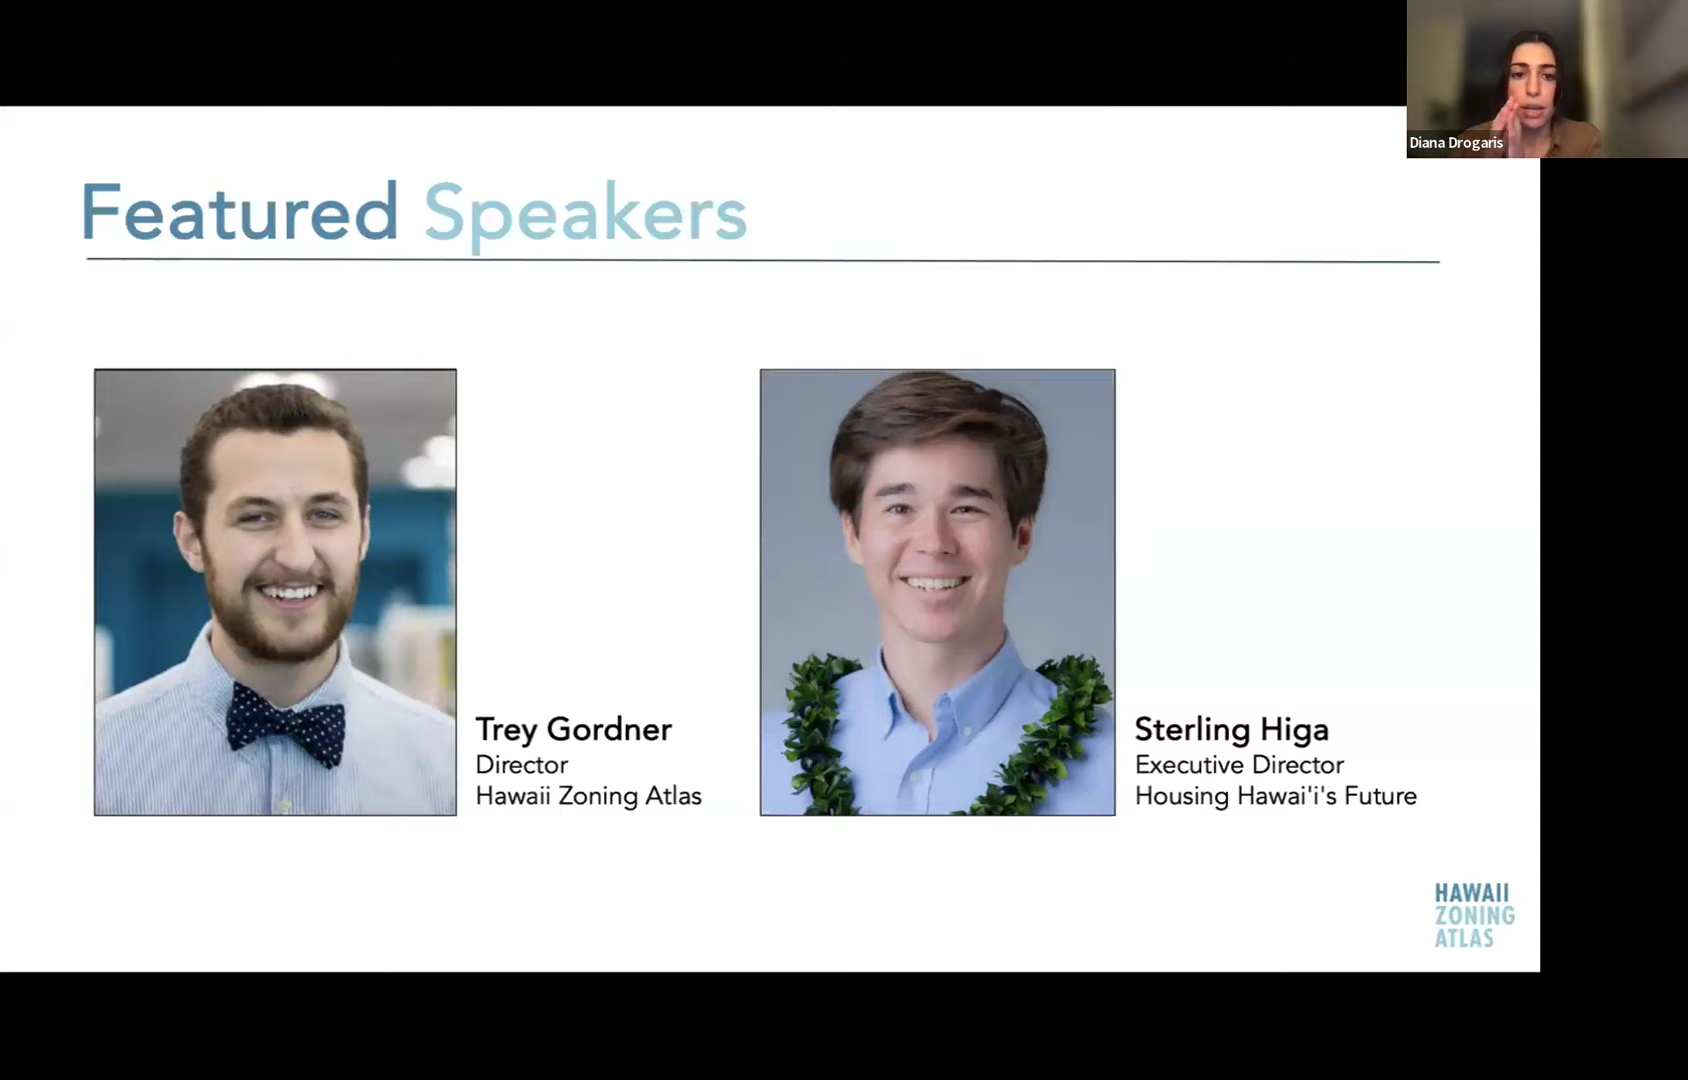 Diana Drogaris
Featured Speakers
Trey Gordner
Director
Hawaii Zoning Atlas
Sterling Higa
Executive Director
Housing Hawai'i's Future
HAWAII
ZONING
ATLAS